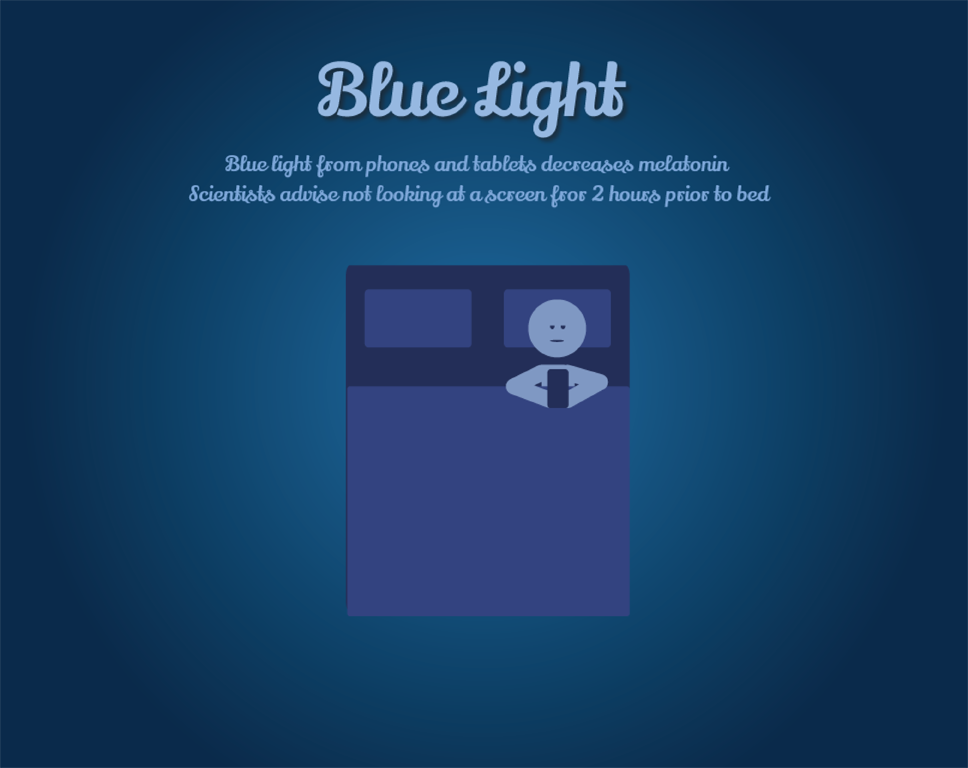 Blue Light
Blue light from phones and tablets decreases melatonin
Scientists advise not looking at a screen fror 2 hours prior to bed